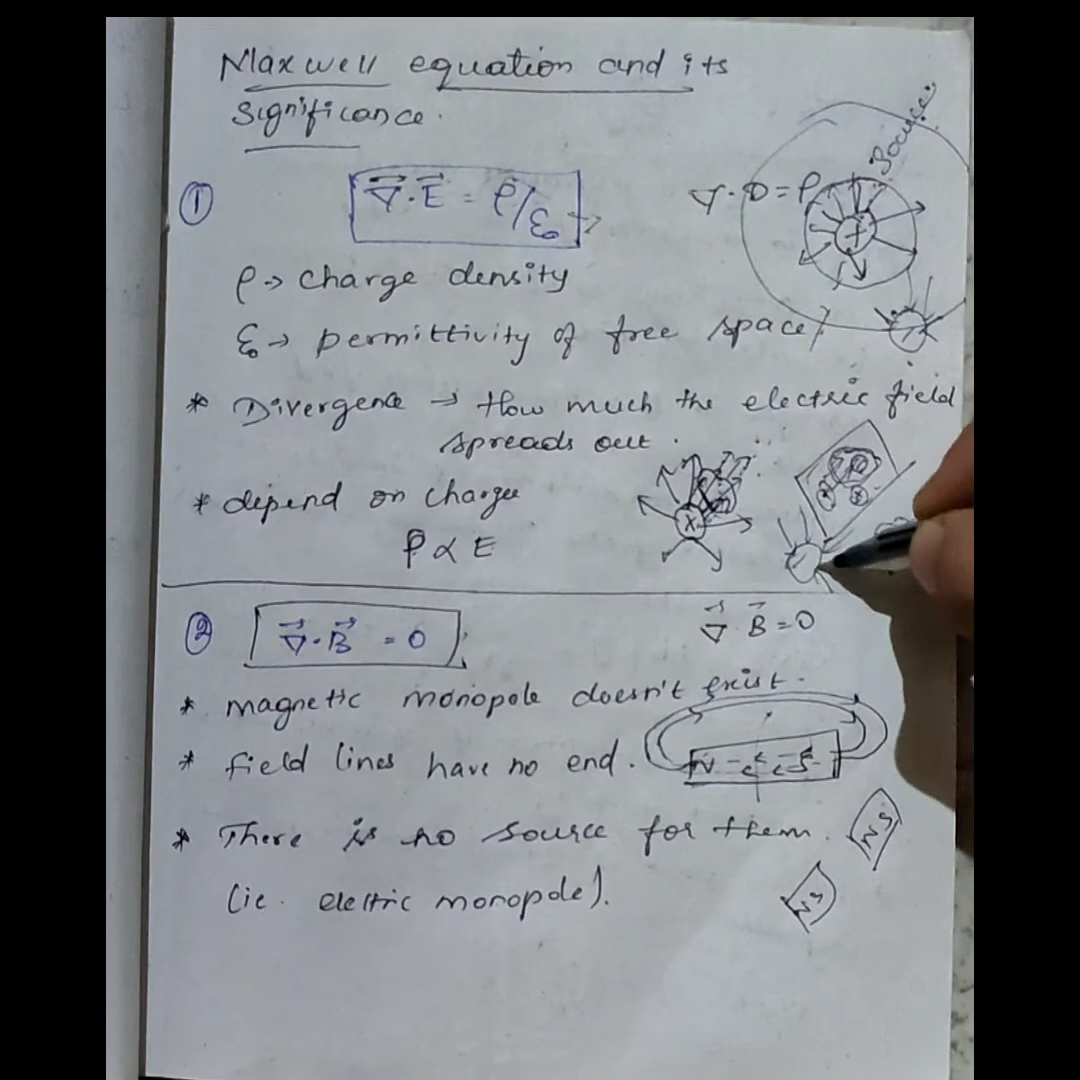 Maxwell equation and its
significance.
① ∇⃗·E⃗ = ρ/ε₀
∇·D = ρ
Source
ρ → charge density
ε₀ → permittivity of free space
* Divergence → How much the electric field
spreads out.
* depend on charge
ρ ∝ E
② ∇⃗·B⃗ = 0
∇⃗ B⃗ = 0
* magnetic monopole doesn't exist.
* field lines have no end.
N S
* There is no source for them.
N S
(ie. electric monopole).
N S